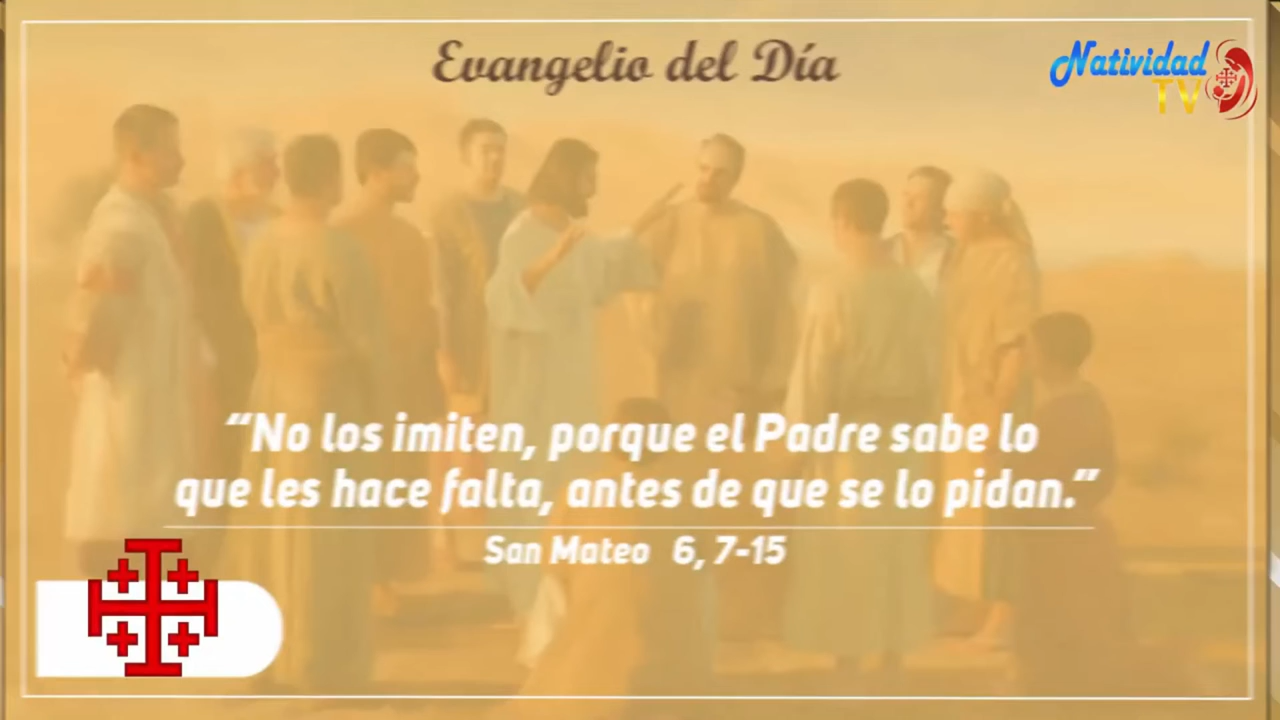 Evangelio del Día
Natividad
TV
“No los imiten, porque el Padre sabe lo
que les hace falta, antes de que se lo pidan.”
San Mateo 6, 7-15